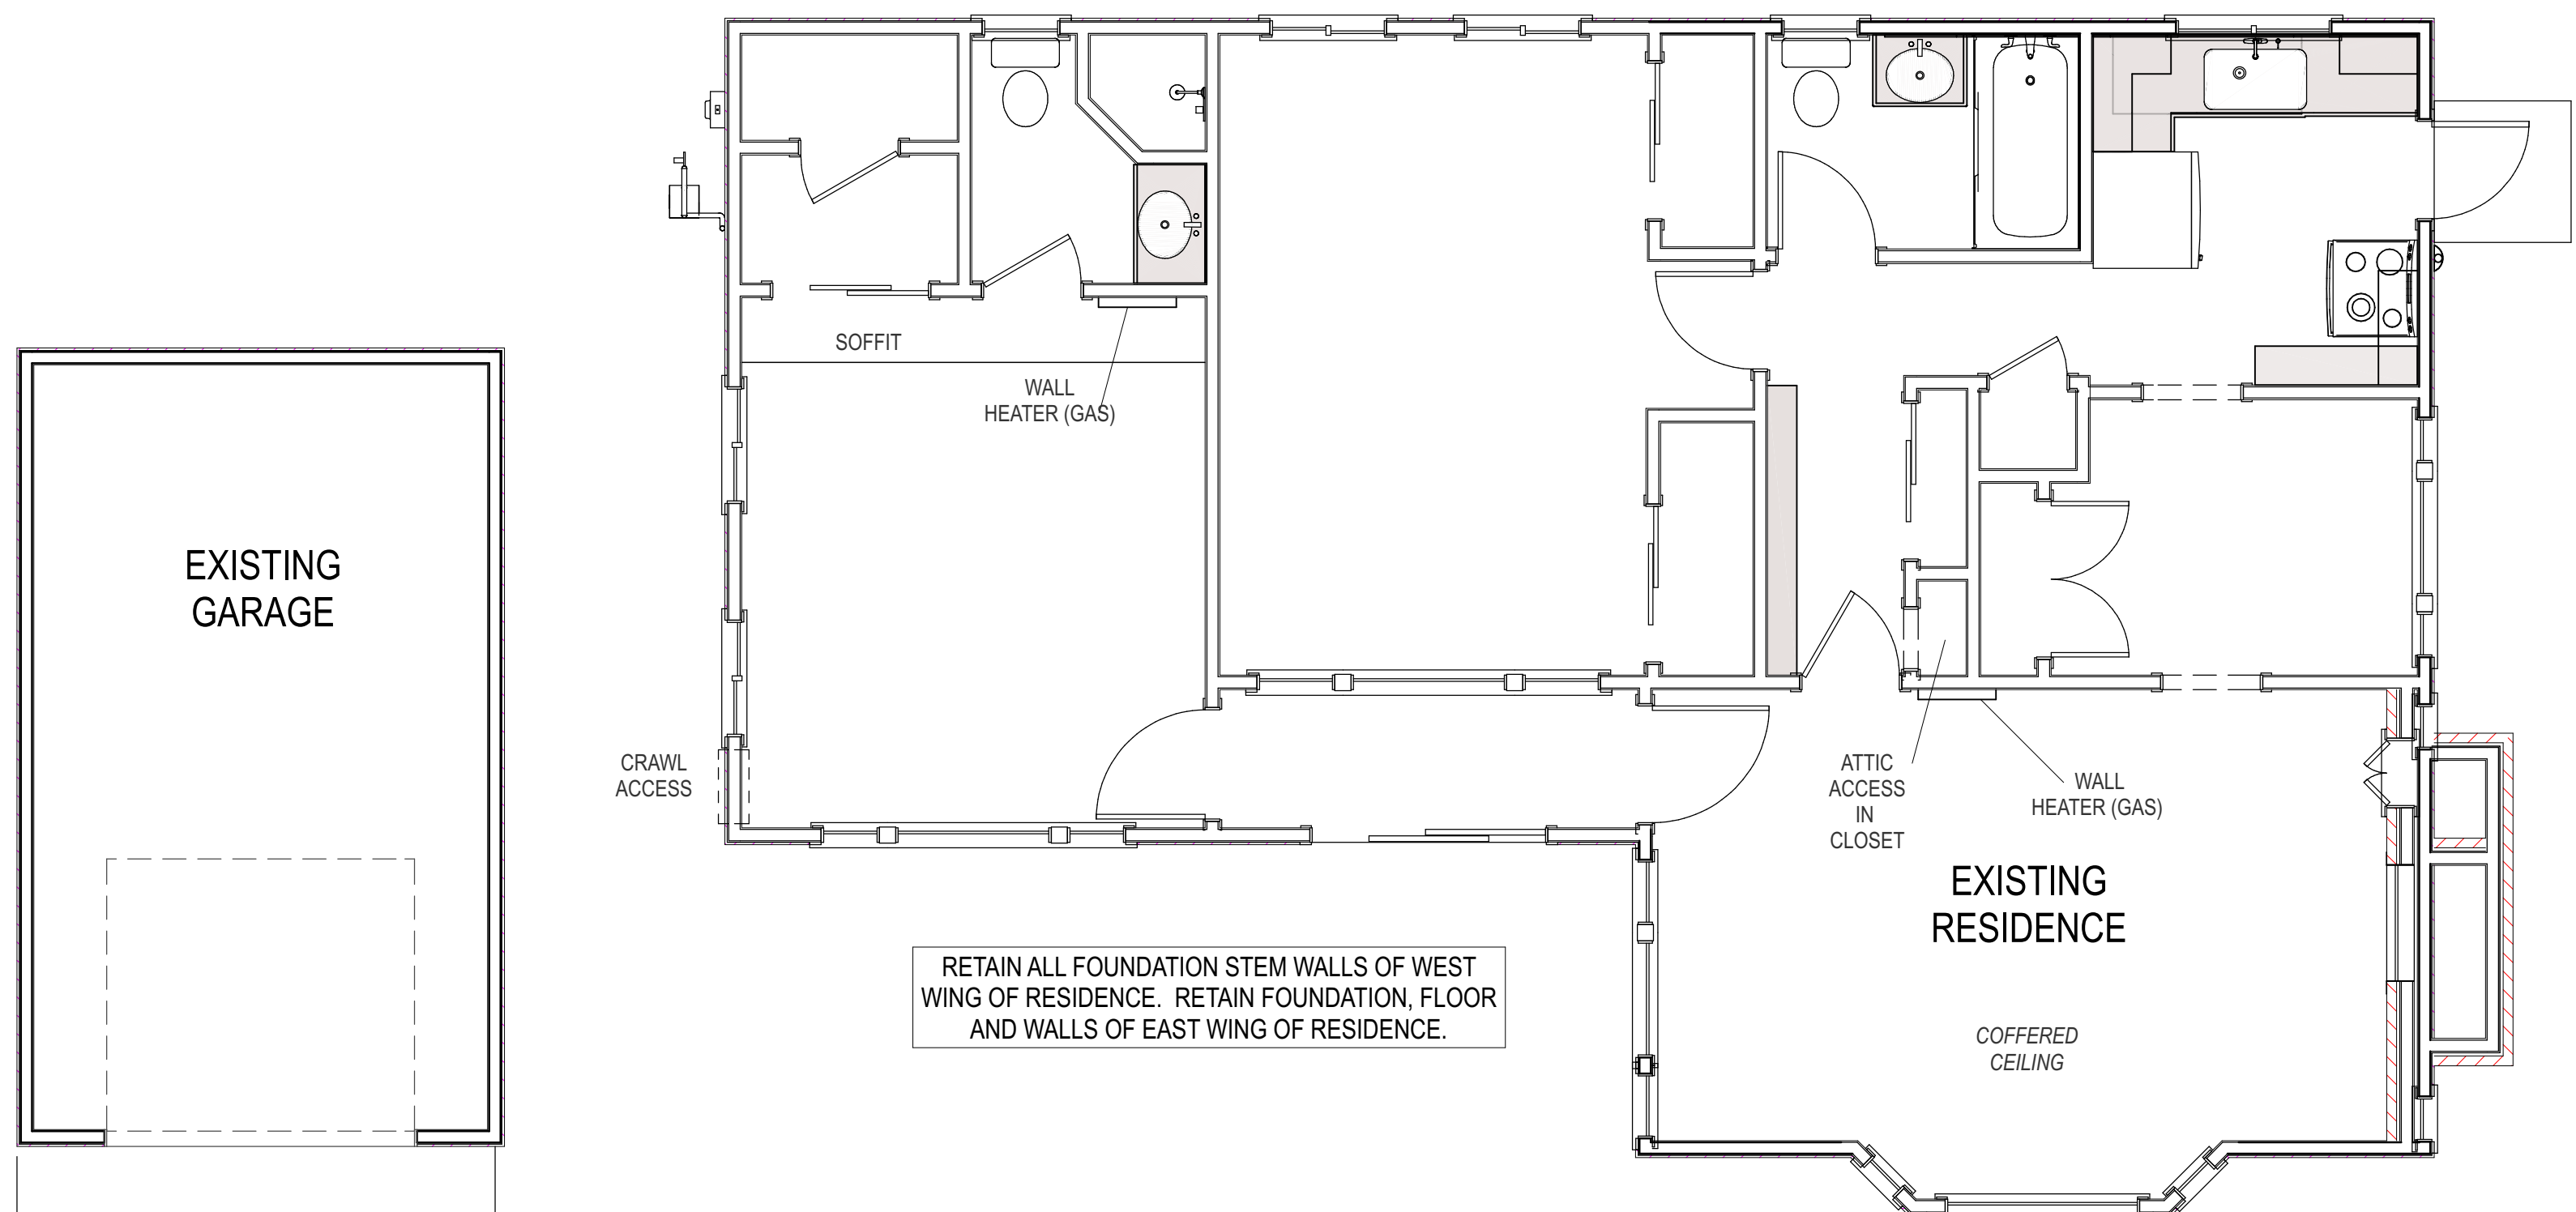 SOFFIT
WALL
HEATER (GAS)
EXISTING
GARAGE
CRAWL
ACCESS
ATTIC
ACCESS
IN
CLOSET
WALL
HEATER (GAS)
EXISTING
RESIDENCE
RETAIN ALL FOUNDATION STEM WALLS OF WEST
WING OF RESIDENCE. RETAIN FOUNDATION, FLOOR
AND WALLS OF EAST WING OF RESIDENCE.
COFFERED
CEILING